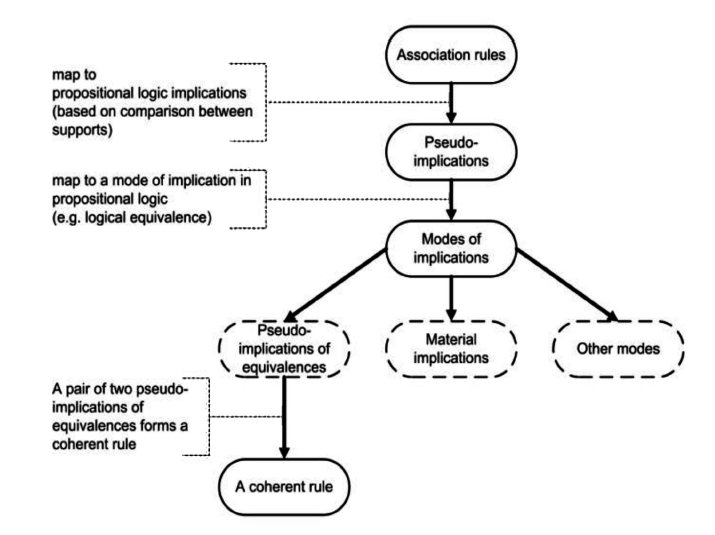 Association rules
map to
propositional logic implications
(based on comparison between
supports)
Pseudo-
implications
map to a mode of implication in
propositional logic
(e.g. logical equivalence)
Modes of
implications
Pseudo-
implications of
equivalences
Material
implications
Other modes
A pair of two pseudo-
implications of
equivalences forms a
coherent rule
A coherent rule